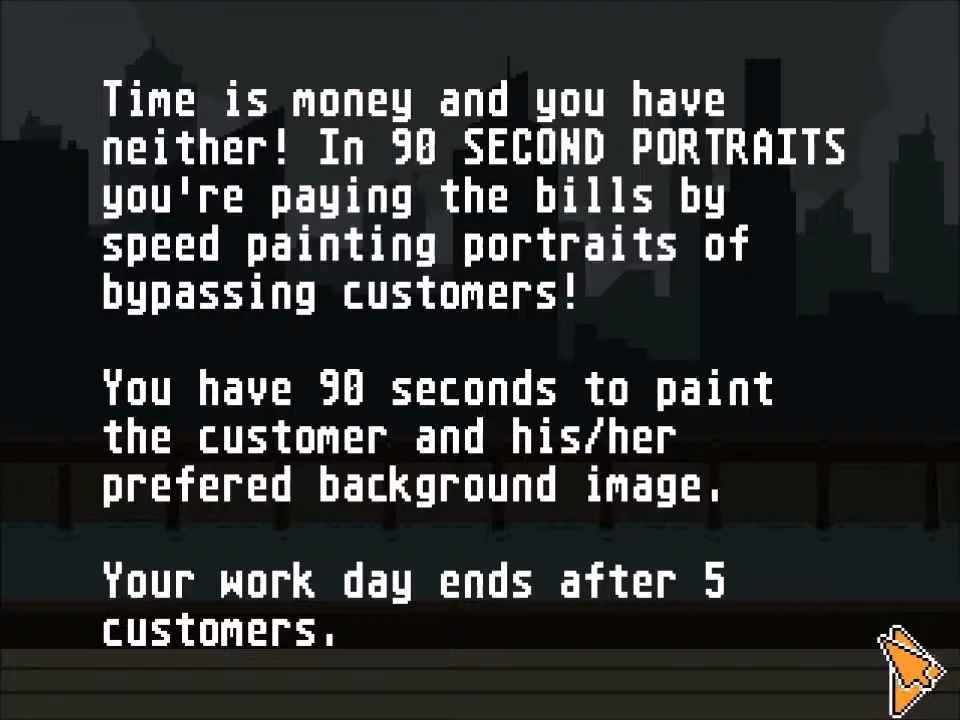 Time is money and you have
neither! In 90 SECOND PORTRAITS
you're paying the bills by
speed painting portraits of
bypassing customers!
You have 90 seconds to paint
the customer and his/her
prefered background image.
Your work day ends after 5
customers.